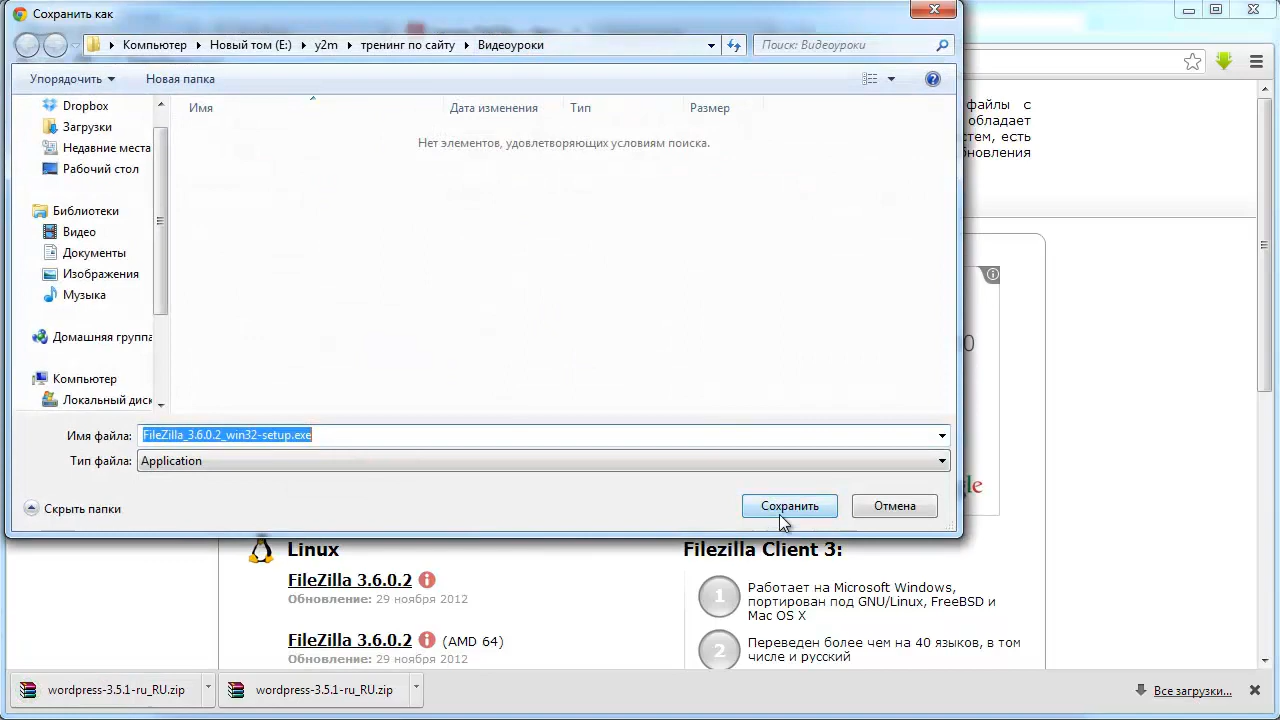 Сохранить как
Компьютер Новый том (E:) y2m тренинг по сайту Видеоуроки
Поиск: Видеоуроки
Упорядочить Новая папка
Имя Дата изменения Тип Размер
Нет элементов, удовлетворяющих условиям поиска.
Dropbox
Загрузки
Недавние места
Рабочий стол
Библиотеки
Видео
Документы
Изображения
Музыка
Домашняя группа
Компьютер
Локальный диск
Имя файла: FileZilla_3.6.0.2_win32-setup.exe
Тип файла: Application
Скрыть папки
Сохранить Отмена
файлы с
обладает
стем, есть
бновления
0
gle
Linux
FileZilla 3.6.0.2
Обновление: 29 ноября 2012
FileZilla 3.6.0.2 (AMD 64)
Обновление: 29 ноября 2012
Filezilla Client 3:
1 Работает на Microsoft Windows,
портирован под GNU/Linux, FreeBSD и
Mac OS X
2 Переведен более чем на 40 языков, в том
числе и русский
wordpress-3.5.1-ru_RU.zip wordpress-3.5.1-ru_RU.zip Все загрузки...